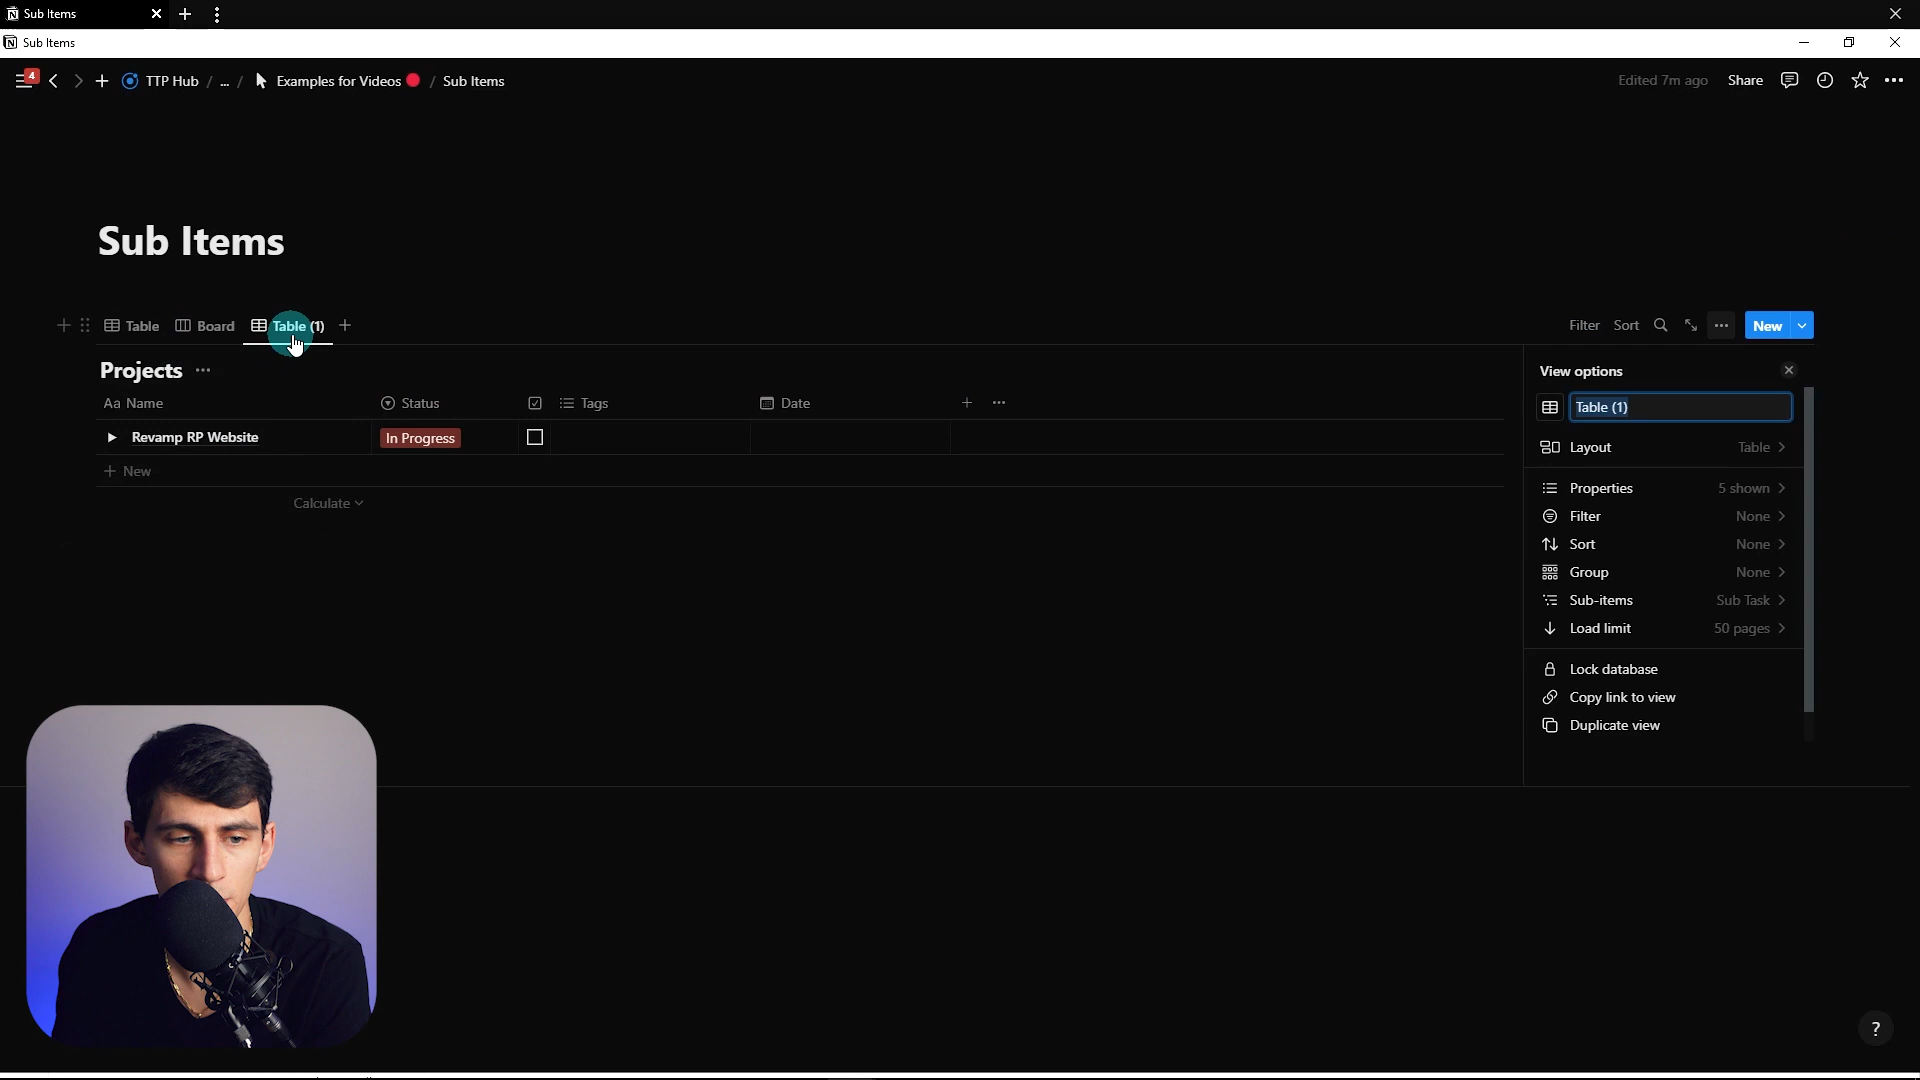 Sub Items
Sub Items
4
TTP Hub / ... / Examples for Videos / Sub Items
Edited 7m ago Share
Sub Items
Table Board Table (1)
Filter Sort New
Projects
View options
Aa Name Status Tags Date
Table (1)
Revamp RP Website In Progress
Layout Table
New
Properties 5 shown
Calculate
Filter None
Sort None
Group None
Sub-items Sub Task
Load limit 50 pages
Lock database
Copy link to view
Duplicate view
?